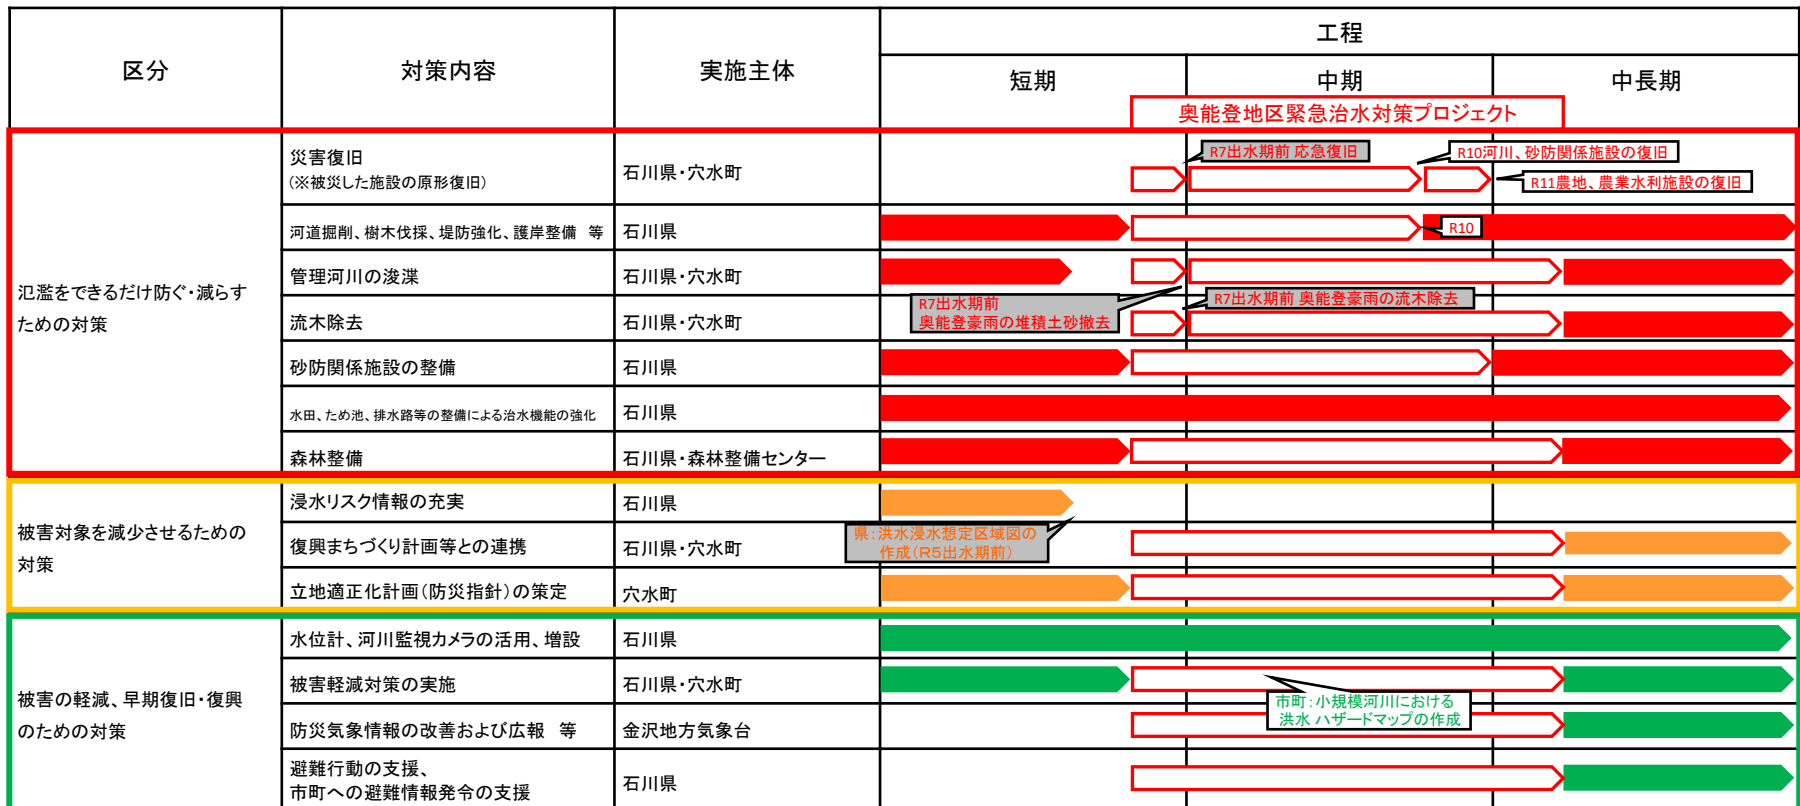 区分
対策内容
実施主体
工程
短期
中期
中長期
奥能登地区緊急治水対策プロジェクト
氾濫をできるだけ防ぐ・減らす
ための対策
災害復旧
(※被災した施設の原形復旧)
石川県・穴水町
R7出水期前 応急復旧
R10河川、砂防関係施設の復旧
R11農地、農業水利施設の復旧
河道掘削、樹木伐採、堤防強化、護岸整備 等
石川県
R10
管理河川の浚渫
石川県・穴水町
R7出水期前
奥能登豪雨の堆積土砂撤去
R7出水期前 奥能登豪雨の流木除去
流木除去
石川県・穴水町
砂防関係施設の整備
石川県
水田、ため池、排水路等の整備による治水機能の強化
石川県
森林整備
石川県・森林整備センター
被害対象を減少させるための
対策
浸水リスク情報の充実
石川県
県:洪水浸水想定区域図の
作成(R5出水期前)
復興まちづくり計画等との連携
石川県・穴水町
立地適正化計画(防災指針)の策定
穴水町
被害の軽減、早期復旧・復興
のための対策
水位計、河川監視カメラの活用、増設
石川県
被害軽減対策の実施
石川県・穴水町
市町:小規模河川における
洪水 ハザードマップの作成
防災気象情報の改善および広報 等
金沢地方気象台
避難行動の支援、
市町への避難情報発令の支援
石川県